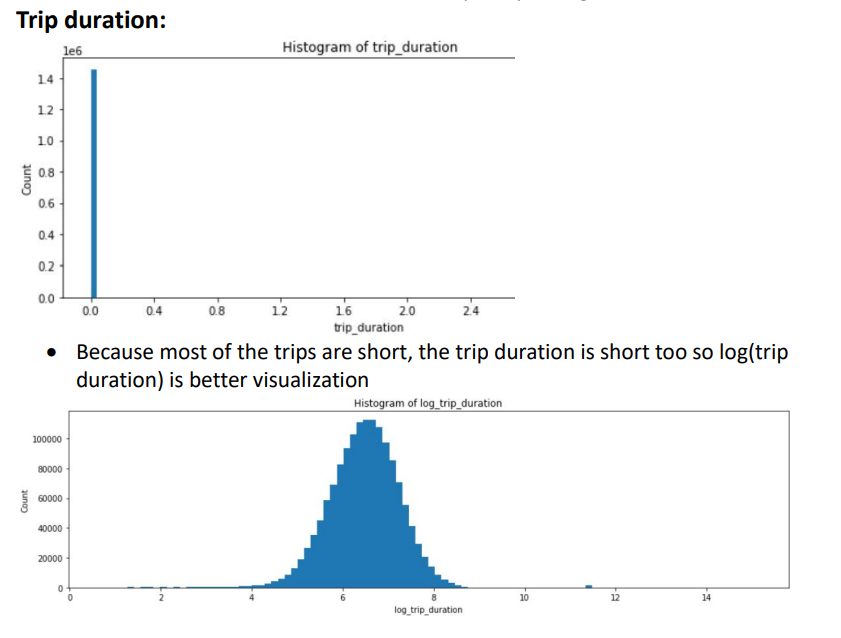 Trip duration:
Histogram of trip_duration
1e6
1.4
1.2
1.0
0.8
0.6
0.4
0.2
0.0
Count
0.0 0.4 0.8 1.2 1.6 2.0 2.4
trip_duration
• Because most of the trips are short, the trip duration is short too so log(trip
duration) is better visualization
Histogram of log_trip_duration
100000
80000
60000
40000
20000
0
Count
0 2 4 6 8 10 12 14
log_trip_duration